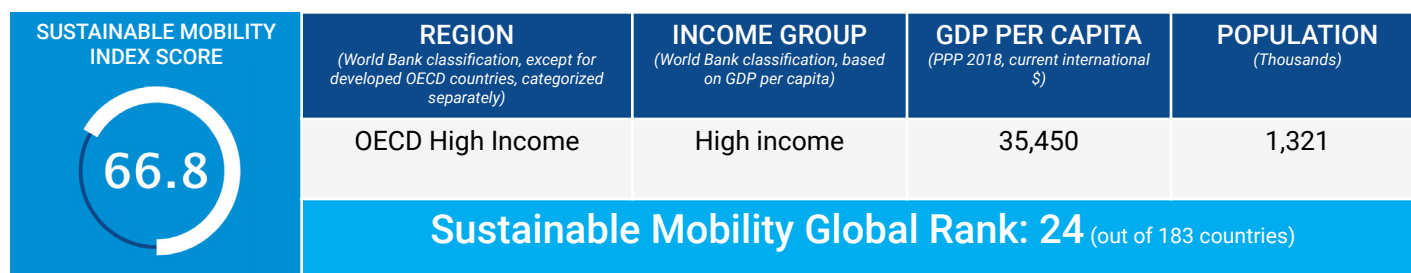 SUSTAINABLE MOBILITY
INDEX SCORE
66.8
REGION
(World Bank classification, except for
developed OECD countries, categorized
separately)
INCOME GROUP
(World Bank classification, based
on GDP per capita)
GDP PER CAPITA
(PPP 2018, current international
$)
POPULATION
(Thousands)
OECD High Income
High income
35,450
1,321
Sustainable Mobility Global Rank: 24 (out of 183 countries)